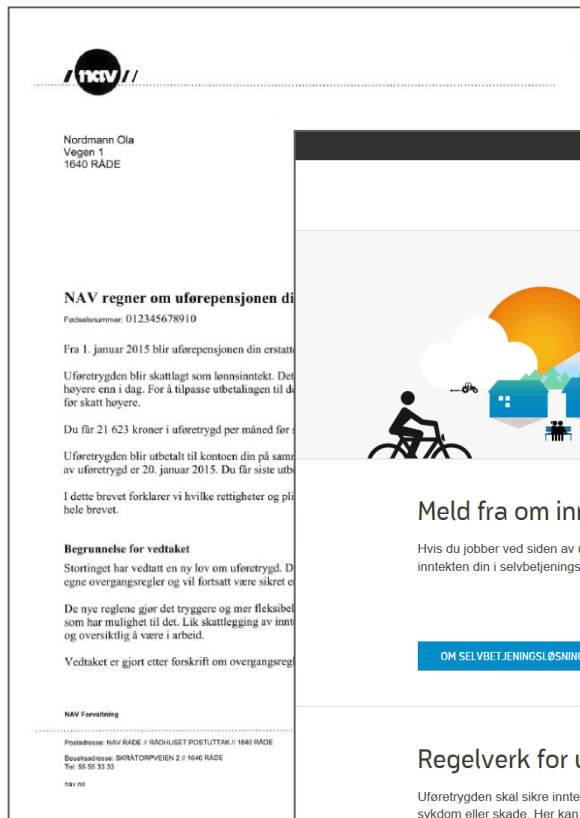 nav
Nordmann Ola
Vegen 1
1640 RÅDE
NAV regner om uførepensjonen di
Fødselsnummer: 012345678910
Fra 1. januar 2015 blir uførepensjonen din erstatt
Uføretrygden blir skattlagt som lønnsinntekt. Det
høyere enn i dag. For å tilpasse utbetalingen til d
før skatt høyere.
Du får 21 623 kroner i uføretrygd per måned før
Uføretrygden blir utbetalt til kontoen din på samm
av uføretrygd er 20. januar 2015. Du får siste utb
I dette brevet forklarer vi hvilke rettigheter og pli
hele brevet.
Begrunnelse for vedtaket
Stortinget har vedtatt en ny lov om uføretrygd. D
egne overgangsregler og vil fortsatt være sikret e
De nye reglene gjør det tryggere og mer fleksibel
som har mulighet til det. Lik skattlegging av innt
og oversiktlig å være i arbeid.
Vedtaket er gjort etter forskrift om overgangsregl
NAV Forvaltning
Postadresse: NAV RÅDE // RÅDHUSET POSTUTTAK // 1640 RÅDE
Besøksadresse: SKRÅTORPVEIEN 2 // 1640 RÅDE
Tel: 55 55 33 33
nav.no
Meld fra om inn
Hvis du jobber ved siden av u
inntekten din i selvbetjenings
OM SELVBETJENINGSLØSNING
Regelverk for u
Uføretrygden skal sikre innte
sykdom eller skade. Her kan